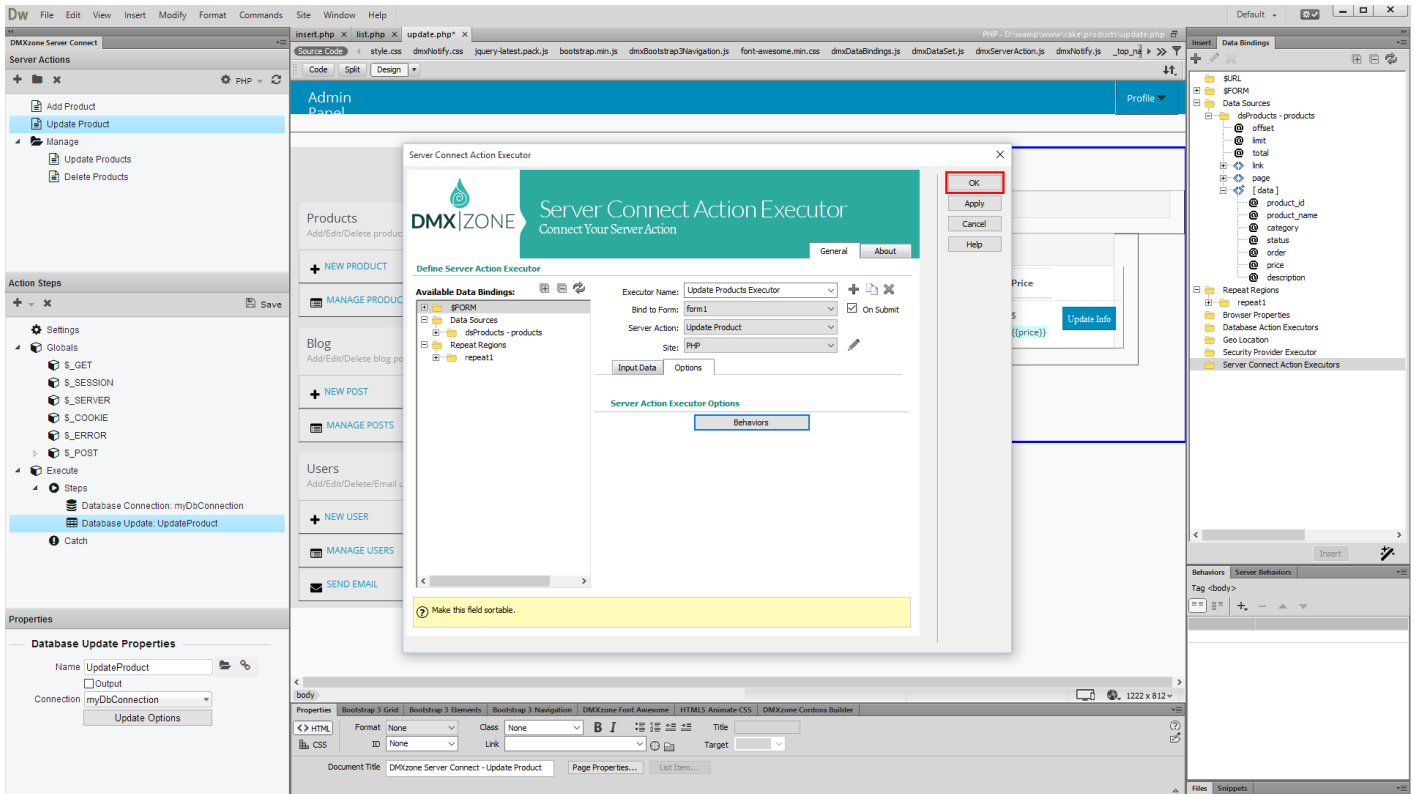 Dw File Edit View Insert Modify Format Commands Site Window Help Default
DMXzone Server Connect
Server Actions
PHP
Add Product
Update Product
Manage
Update Products
Delete Products
Action Steps
Save
Settings
Globals
$_GET
$_SESSION
$_SERVER
$_COOKIE
$_ERROR
$_POST
Execute
Steps
Database Connection: myDbConnection
Database Update: UpdateProduct
Catch
Properties
Database Update Properties
Name UpdateProduct
Output
Connection myDbConnection
Update Options
insert.php × list.php × update.php* × PHP - D:\wamp\www\cake\products\update.php
Source Code style.css dmxNotify.css jquery-latest.pack.js bootstrap.min.js dmxBootstrap3Navigation.js font-awesome.min.css dmxDataBindings.js dmxDataSet.js dmxServerAction.js dmxNotify.js
Code Split Design
Admin
Panel
Profile
Products
Add/Edit/Delete produc
NEW PRODUCT
MANAGE PRODUC
Blog
Add/Edit/Delete blog po
NEW POST
MANAGE POSTS
Users
Add/Edit/Delete/Email u
NEW USER
MANAGE USERS
SEND EMAIL
Price
$
{{price}}
Update Info
Server Connect Action Executor
DMX|ZONE
Server Connect Action Executor
Connect Your Server Action
General About
OK
Apply
Cancel
Help
Define Server Action Executor
Available Data Bindings:
$FORM
Data Sources
dsProducts - products
Repeat Regions
repeat1
Executor Name: Update Products Executor
Bind to Form: form1 On Submit
Server Action: Update Product
Site: PHP
Input Data Options
Server Action Executor Options
Behaviors
Make this field sortable.
body 1222 x 812
Properties Bootstrap 3 Grid Bootstrap 3 Elements Bootstrap 3 Navigation DMXzone Font Awesome HTML5 Animate CSS DMXzone Cordova Builder
<> HTML Format None Class None B I Title
CSS ID None Link Target
Document Title DMXzone Server Connect - Update Product Page Properties... List Item...
Insert Data Bindings
$URL
$FORM
Data Sources
dsProducts - products
offset
limit
total
link
page
[ data ]
product_id
product_name
category
status
order
price
description
Repeat Regions
repeat1
Browser Properties
Database Action Executors
Geo Location
Security Provider Executor
Server Connect Action Executors
Insert
Behaviors Server Behaviors
Tag <body>
Files Snippets